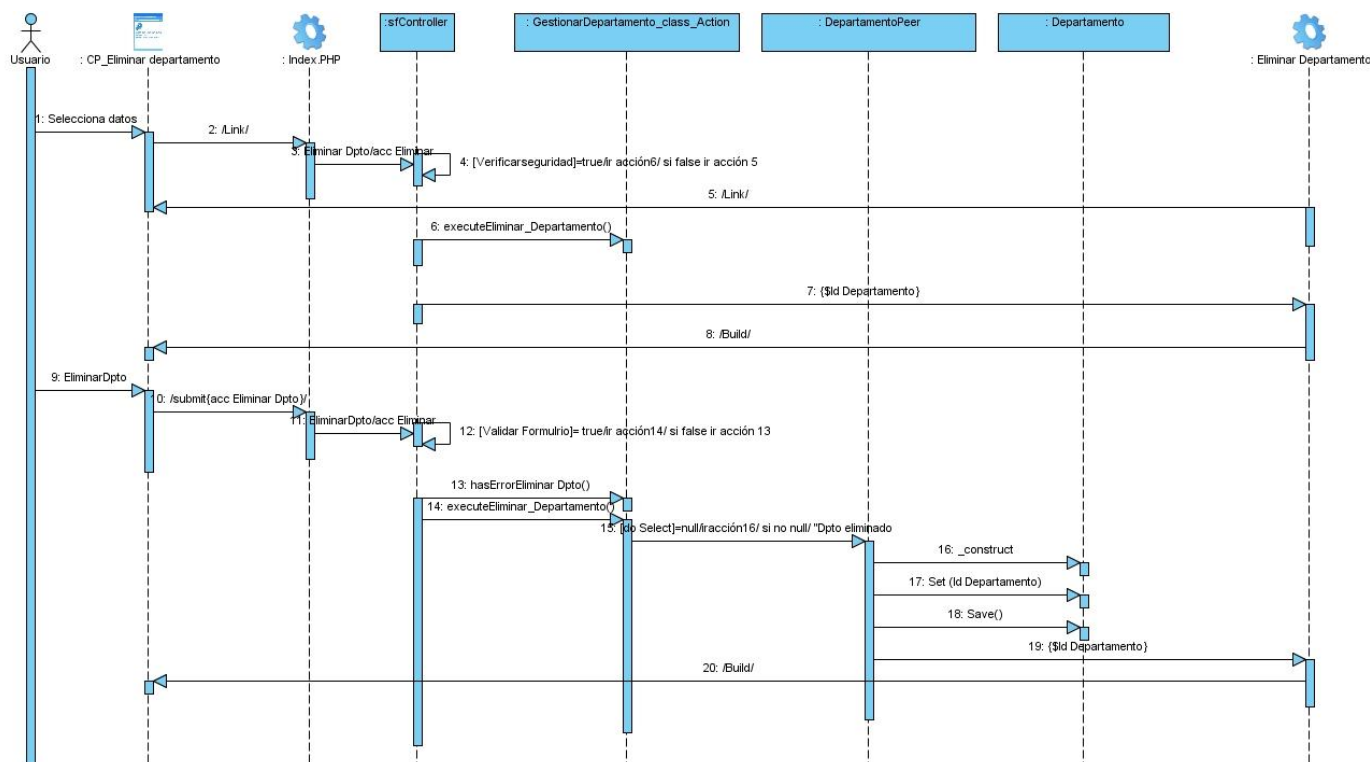 :sfController
: GestionarDepartamento_class_Action
: DepartamentoPeer
: Departamento
Usuario
: CP_Eliminar departamento
: Index.PHP
: Eliminar Departamento
1: Selecciona datos
2: /Link/
3: Eliminar Dpto/acc Eliminar
4: [Verificarseguridad]=true/ir acción6/ si false ir acción 5
5: /Link/
6: executeEliminar_Departamento()
7: {$Id Departamento}
8: /Build/
9: EliminarDpto
10: /submit{acc Eliminar Dpto}/
11: EliminarDpto/acc Eliminar
12: [Validar Formulrio]= true/ir acción14/ si false ir acción 13
13: hasErrorEliminar Dpto()
14: executeEliminar_Departamento()
15: [do Select]=null/iracción16/ si no null/ "Dpto eliminado
16: _construct
17: Set (Id Departamento)
18: Save()
19: {$Id Departamento}
20: /Build/